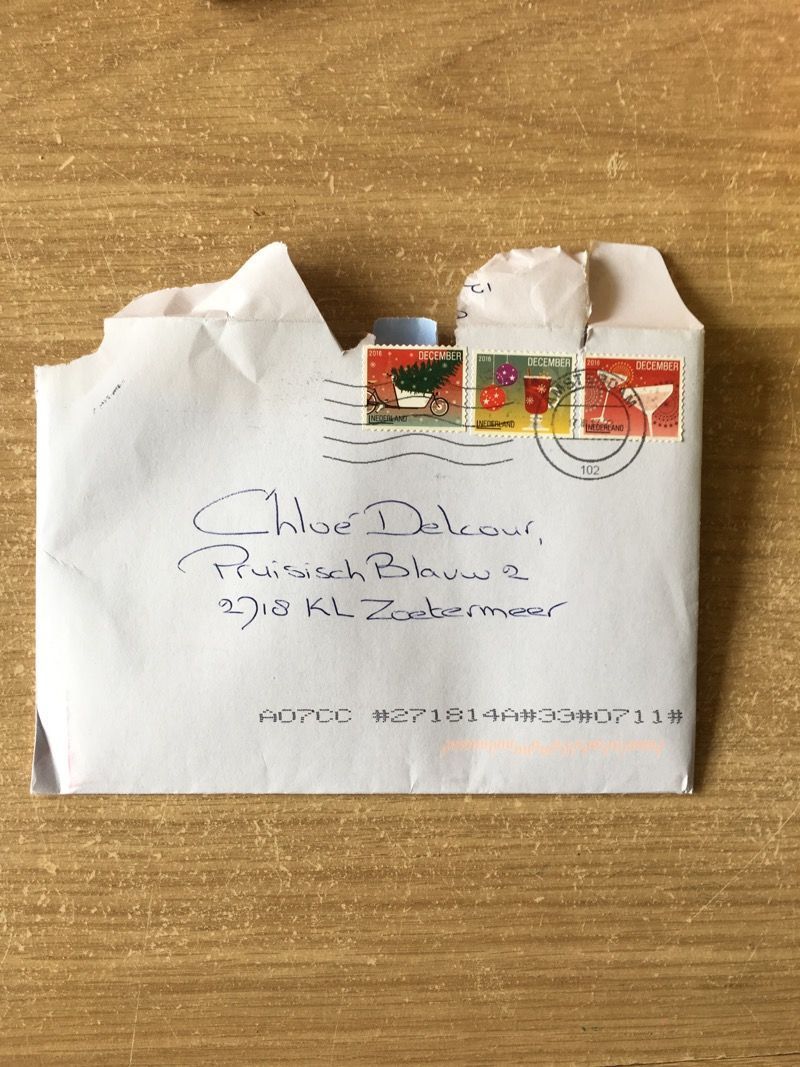 2016 DECEMBER
NEDERLAND
2016 DECEMBER
NEDERLAND
2016 DECEMBER
NEDERLAND
102
Chloé Delcour,
Pruisisch Blauw 2
2718 KL Zoetermeer
A07CC #271814A#33#0711#